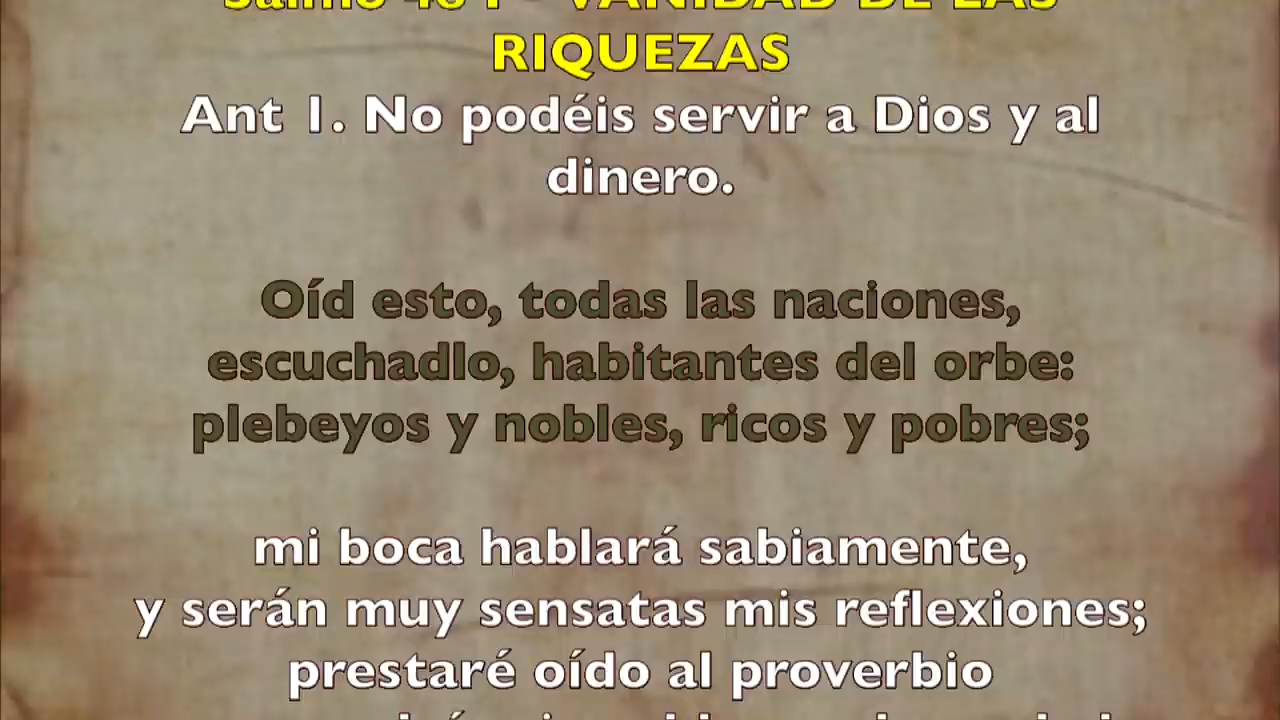 Salmo 48 I - VANIDAD DE LAS
RIQUEZAS
Ant 1. No podéis servir a Dios y al
dinero.
Oíd esto, todas las naciones,
escuchadlo, habitantes del orbe:
plebeyos y nobles, ricos y pobres;
mi boca hablará sabiamente,
y serán muy sensatas mis reflexiones;
prestaré oído al proverbio